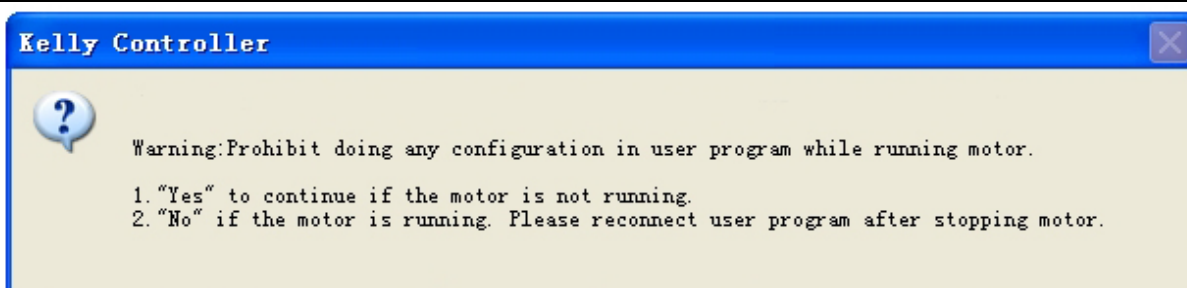 Kelly Controller
?
Warning:Prohibit doing any configuration in user program while running motor.
1."Yes" to continue if the motor is not running.
2."No" if the motor is running. Please reconnect user program after stopping motor.